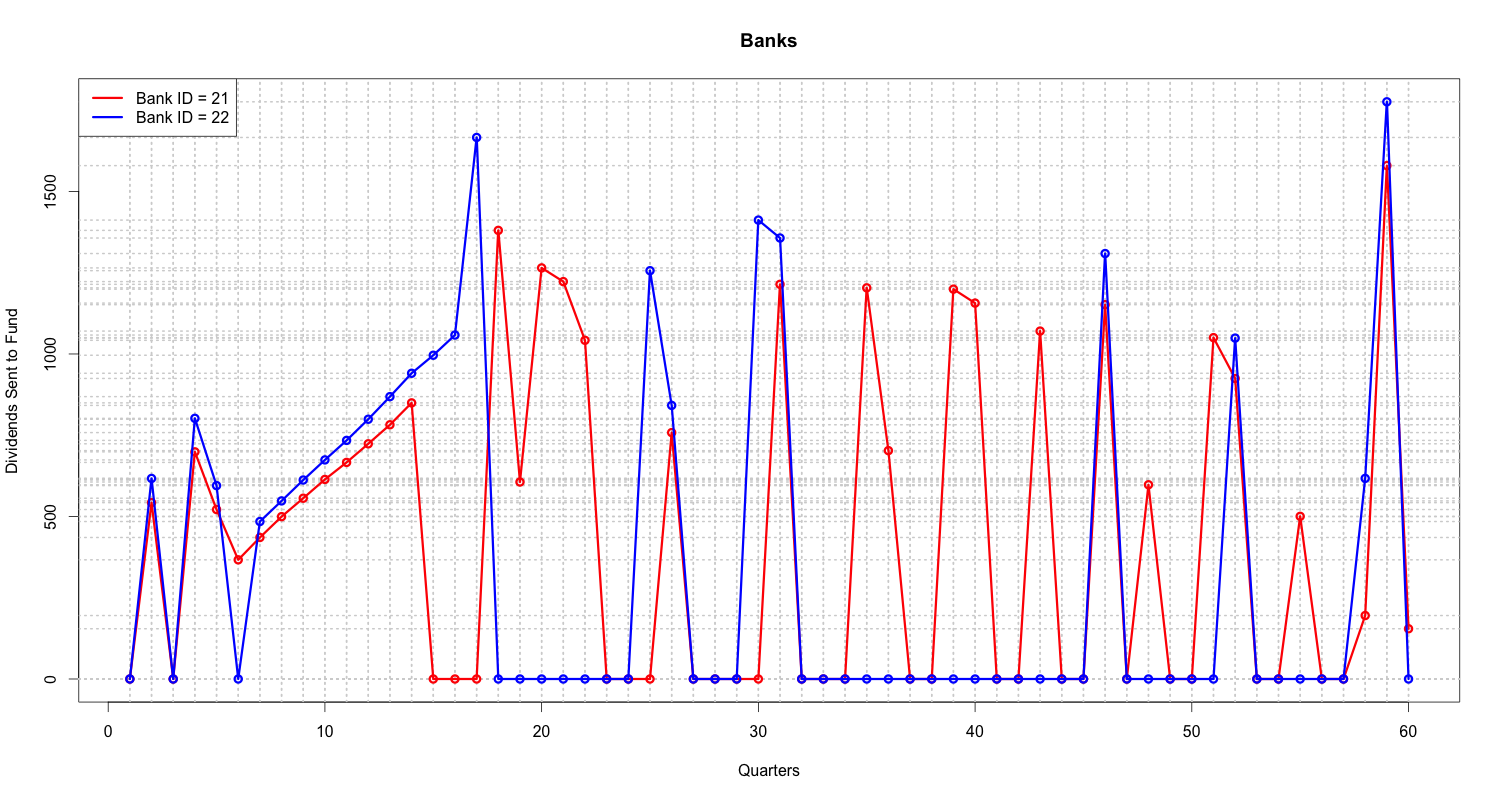 Banks
Bank ID = 21
Bank ID = 22
Dividends Sent to Fund
1500
1000
500
0
0 10 20 30 40 50 60
Quarters